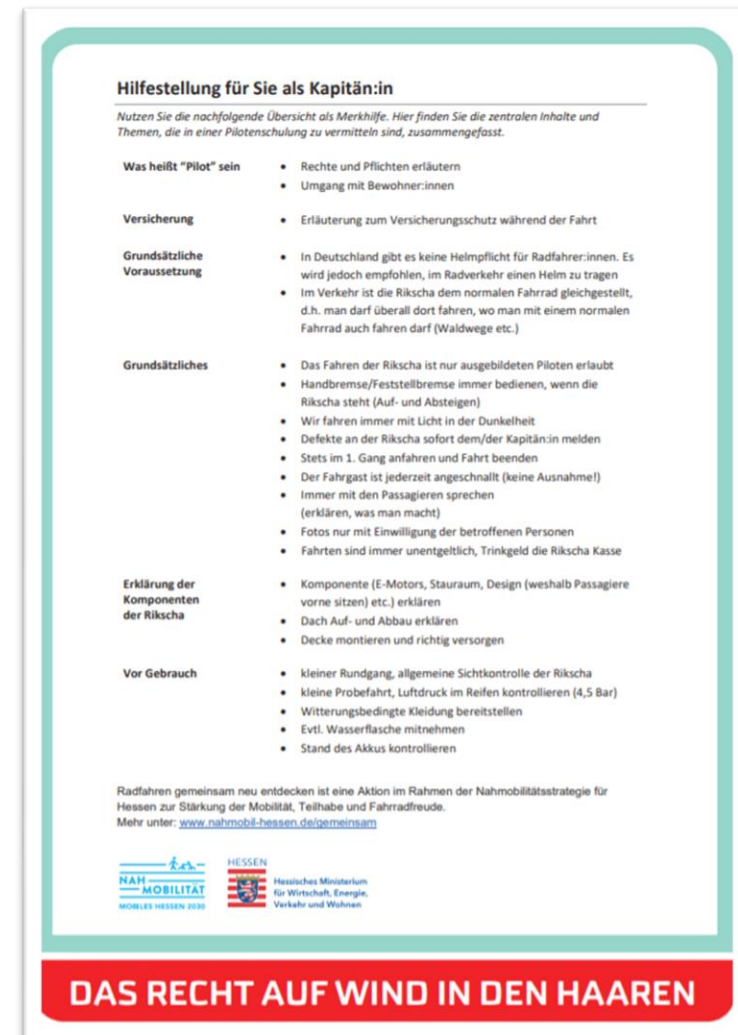 Hilfestellung für Sie als Kapitän:in
Nutzen Sie die nachfolgende Übersicht als Merkhilfe. Hier finden Sie die zentralen Inhalte und
Themen, die in einer Pilotenschulung zu vermitteln sind, zusammengefasst.
Was heißt "Pilot" sein
• Rechte und Pflichten erläutern
• Umgang mit Bewohner:innen
Versicherung
• Erläuterung zum Versicherungsschutz während der Fahrt
Grundsätzliche
Voraussetzung
• In Deutschland gibt es keine Helmpflicht für Radfahrer:innen. Es
wird jedoch empfohlen, im Radverkehr einen Helm zu tragen
• Im Verkehr ist die Rikscha dem normalen Fahrrad gleichgestellt,
d.h. man darf überall dort fahren, wo man mit einem normalen
Fahrrad auch fahren darf (Waldwege etc.)
Grundsätzliches
• Das Fahren der Rikscha ist nur ausgebildeten Piloten erlaubt
• Handbremse/Feststellbremse immer bedienen, wenn die
Rikscha steht (Auf- und Absteigen)
• Wir fahren immer mit Licht in der Dunkelheit
• Defekte an der Rikscha sofort dem/der Kapitän:in melden
• Stets im 1. Gang anfahren und Fahrt beenden
• Der Fahrgast ist jederzeit angeschnallt (keine Ausnahme!)
• Immer mit den Passagieren sprechen
(erklären, was man macht)
• Fotos nur mit Einwilligung der betroffenen Personen
• Fahrten sind immer unentgeltlich, Trinkgeld die Rikscha Kasse
Erklärung der
Komponenten
der Rikscha
• Komponente (E-Motors, Stauraum, Design (weshalb Passagiere
vorne sitzen) etc.) erklären
• Dach Auf- und Abbau erklären
• Decke montieren und richtig versorgen
Vor Gebrauch
• kleiner Rundgang, allgemeine Sichtkontrolle der Rikscha
• kleine Probefahrt, Luftdruck im Reifen kontrollieren (4,5 Bar)
• Witterungsbedingte Kleidung bereitstellen
• Evtl. Wasserflasche mitnehmen
• Stand des Akkus kontrollieren
Radfahren gemeinsam neu entdecken ist eine Aktion im Rahmen der Nahmobilitätsstrategie für
Hessen zur Stärkung der Mobilität, Teilhabe und Fahrradfreude.
Mehr unter: www.nahmobil-hessen.de/gemeinsam
NAH
MOBILITÄT
MOBILES HESSEN 2030
HESSEN
Hessisches Ministerium
für Wirtschaft, Energie,
Verkehr und Wohnen
DAS RECHT AUF WIND IN DEN HAAREN